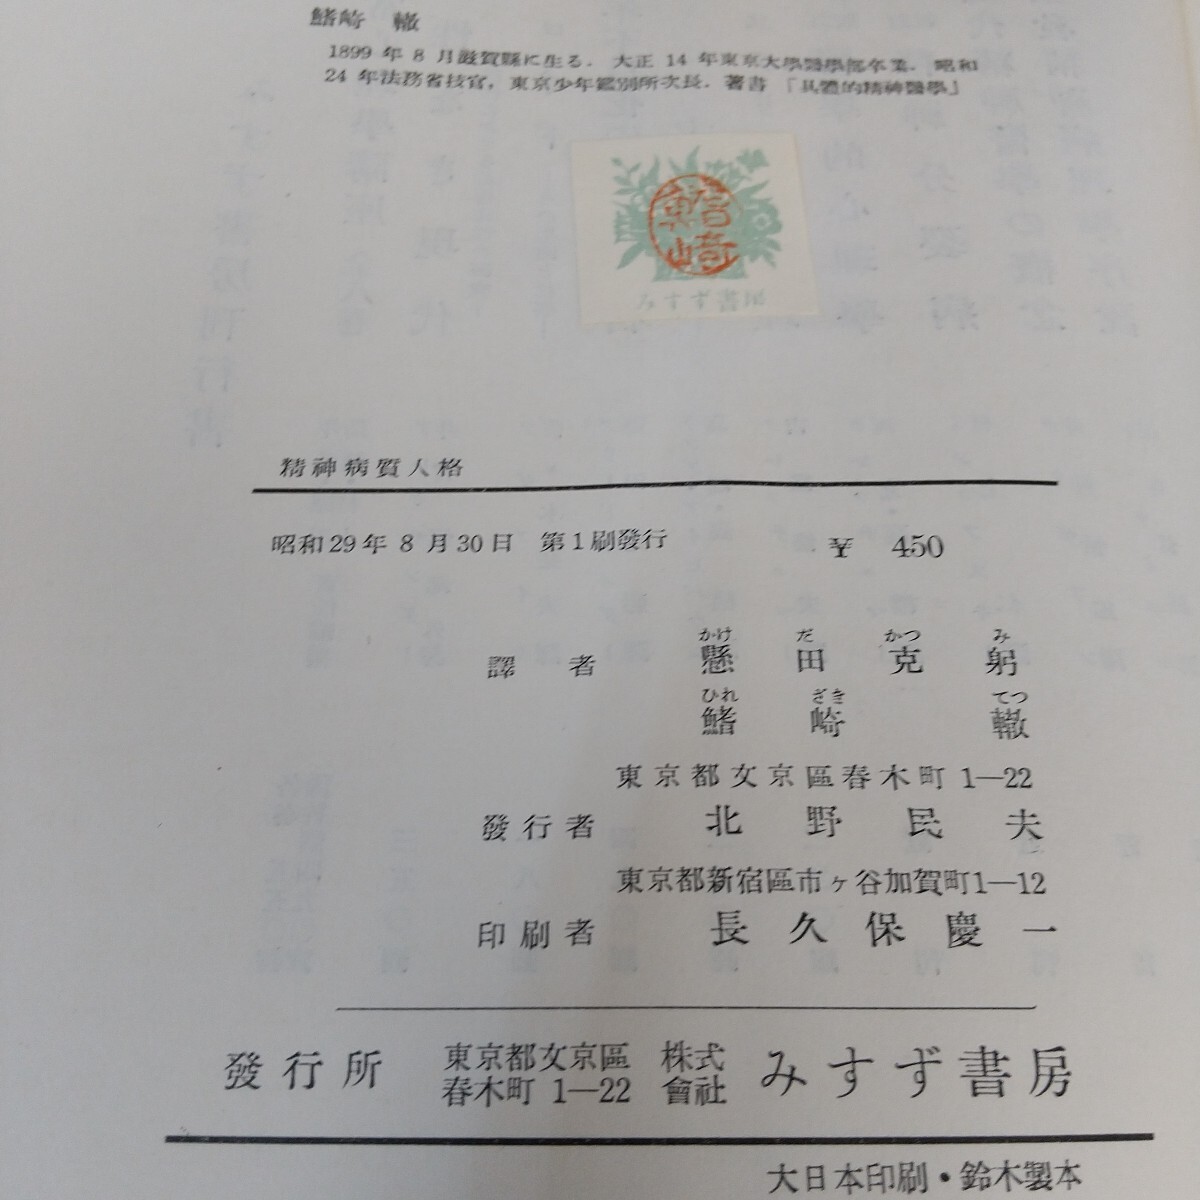 鰭崎 轍
1899 年 8 月滋賀縣に生る. 大正 14 年東京大學醫學部卒業. 昭和
24 年法務省技官, 東京少年鑑別所次長. 著書 「具體的精神醫學」
みすず書房
精神病質人格
昭和29年 8 月30日 第1刷發行 ¥ 450
かけ だ かつ み
譯者 懸田克躬
ひれ ざき てつ
鰭崎 轍
東京都文京區春木町 1—22
發行者 北野民夫
東京都新宿區市ヶ谷加賀町1—12
印刷者 長久保慶一
發行所 東京都文京區春木町 1—22 株式會社 みすず書房
大日本印刷・鈴木製本